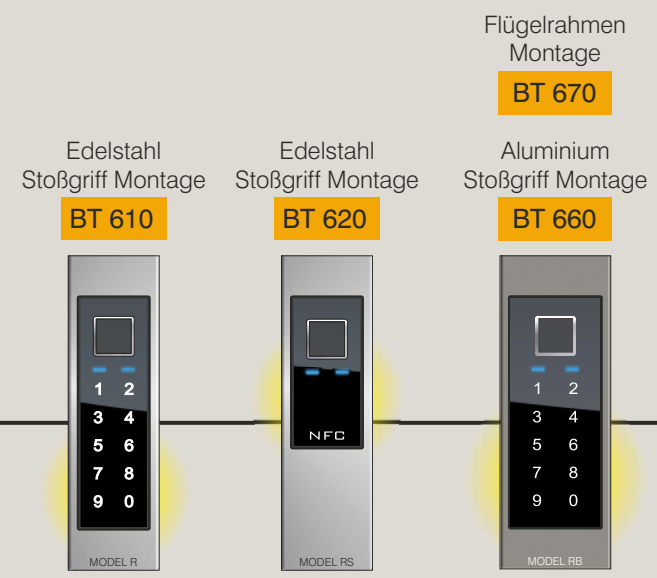 Flügelrahmen
Montage
BT 670
Edelstahl
Stoßgriff Montage
BT 610
Edelstahl
Stoßgriff Montage
BT 620
Aluminium
Stoßgriff Montage
BT 660
1 2
3 4
5 6
7 8
9 0
MODEL R
NFC
MODEL RS
1 2
3 4
5 6
7 8
9 0
MODEL RB